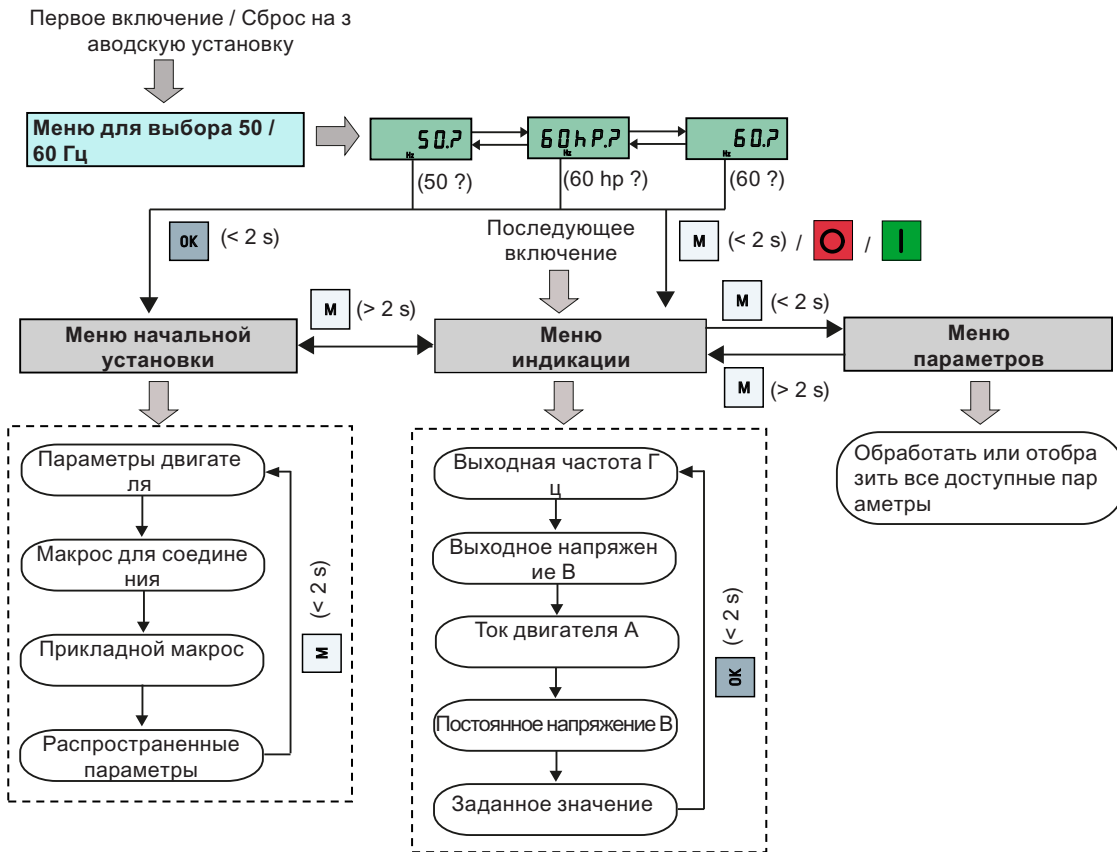 Первое включение / Сброс на з
аводскую установку
Меню для выбора 50 /
60 Гц
50.?
Hz
60hP.?
Hz
60.?
Hz
(50 ?)
(60 hp ?)
(60 ?)
OK (< 2 s)
Последующее
включение
M (< 2 s) / O / I
M (> 2 s)
M (< 2 s)
Меню начальной
установки
Меню
индикации
Меню
параметров
M (> 2 s)
Параметры двигате
ля
Макрос для соедине
ния
Прикладной макрос
Распространенные
параметры
M (< 2 s)
Выходная частота Г
ц
Выходное напряжен
ие В
Ток двигателя А
Постоянное напряжение В
Заданное значение
OK (< 2 s)
Обработать или отобра
зить все доступные пар
аметры